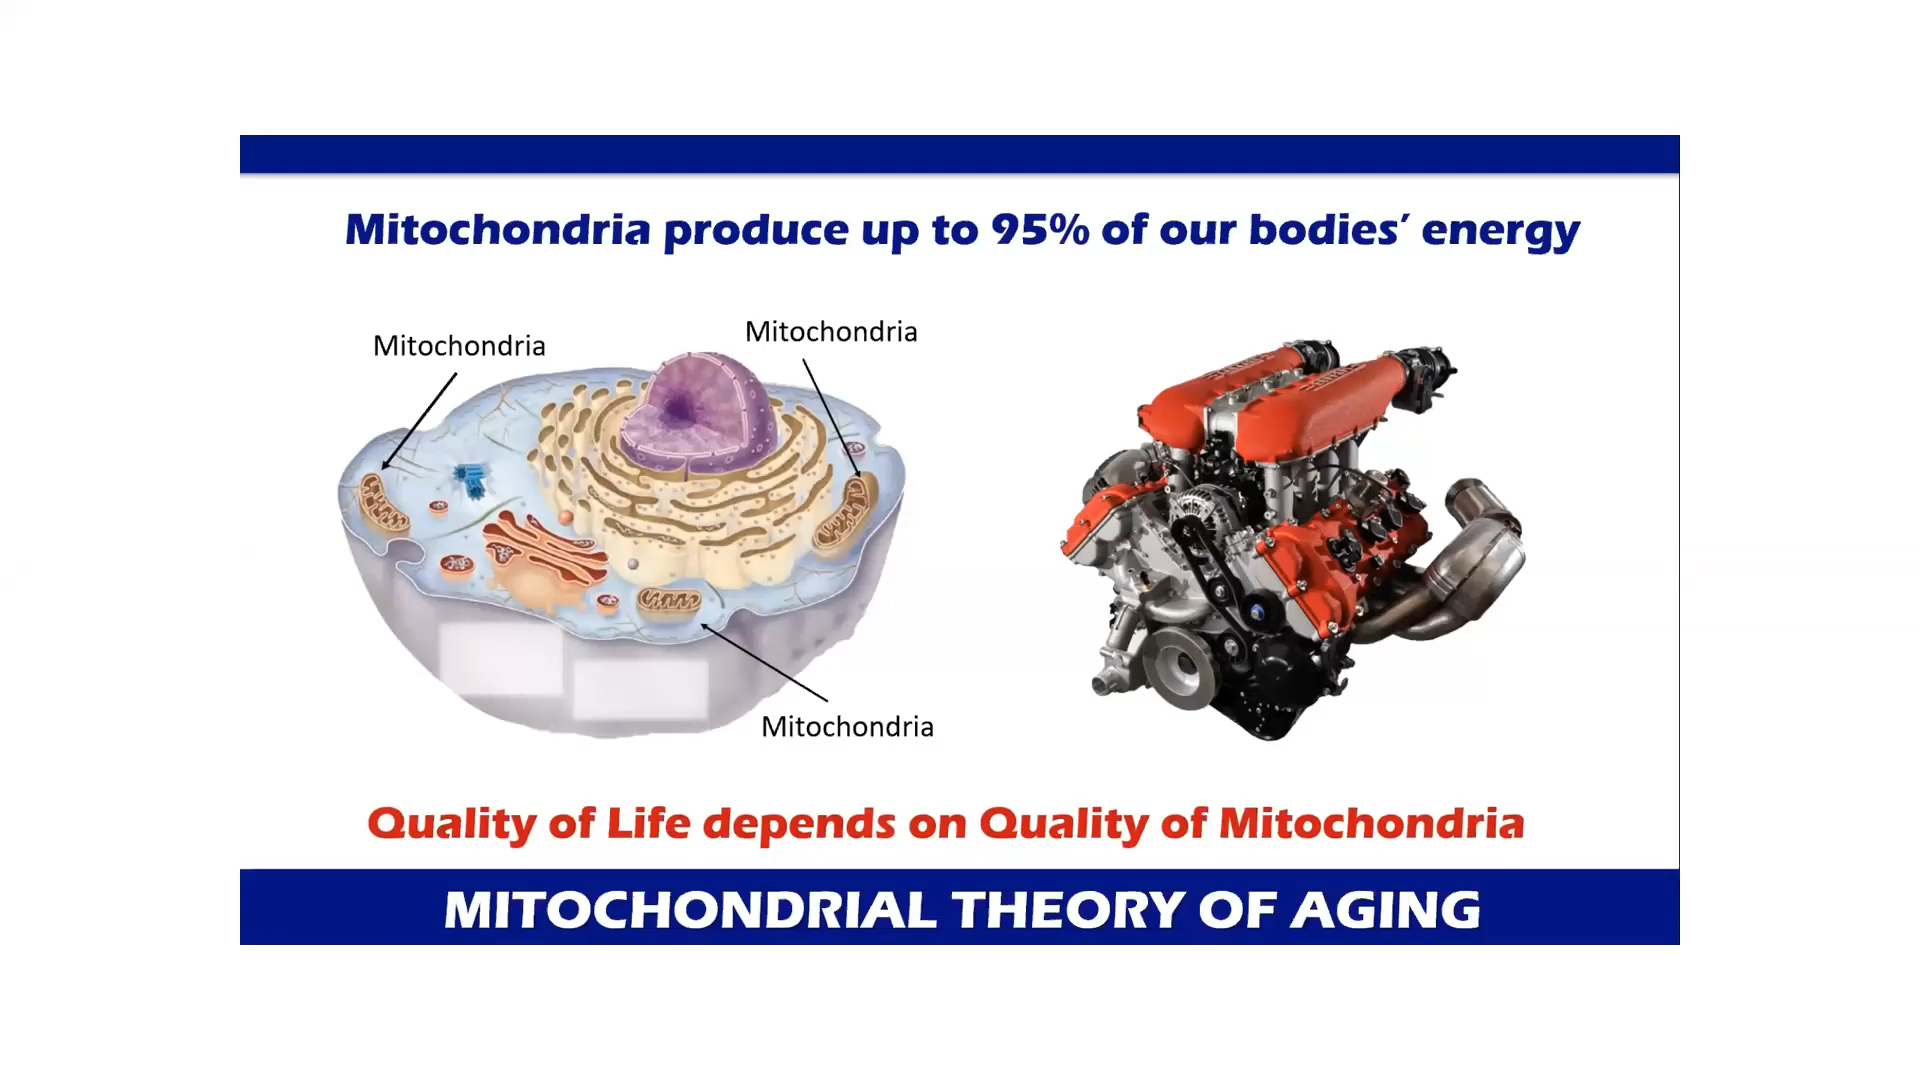 Mitochondria produce up to 95% of our bodies’ energy
Mitochondria
Mitochondria
Mitochondria
Quality of Life depends on Quality of Mitochondria
MITOCHONDRIAL THEORY OF AGING